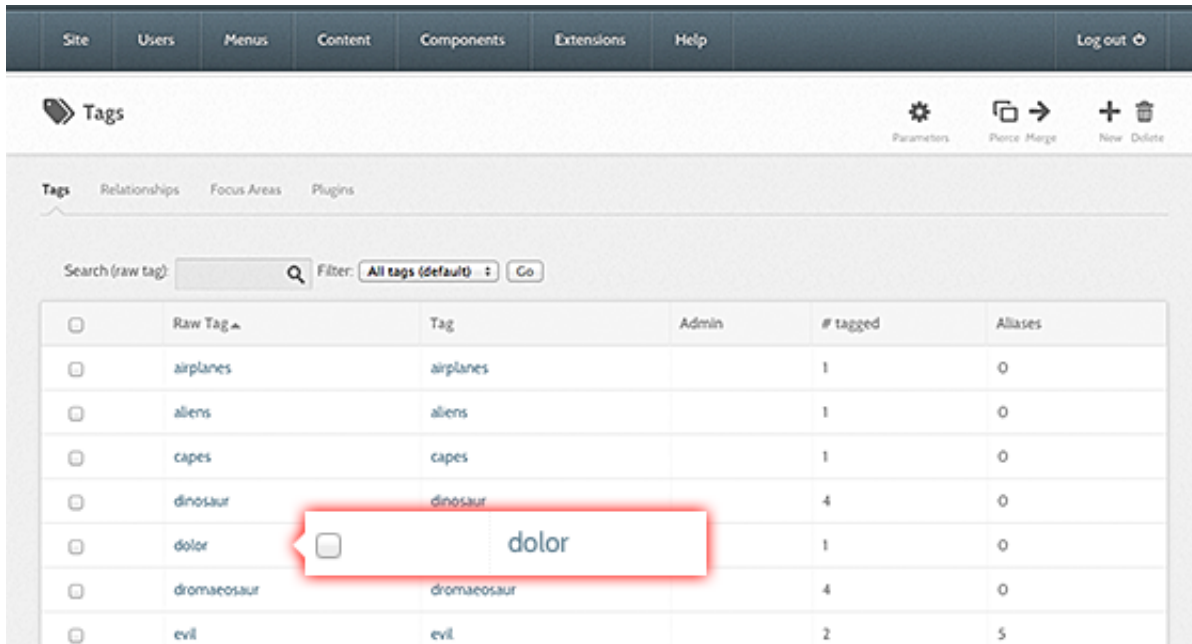 Site Users Menus Content Components Extensions Help Log out
Tags
Parameters Pierce Merge New Delete
Tags Relationships Focus Areas Plugins
Search (raw tag): Filter: All tags (default) Go
Raw Tag Tag Admin # tagged Aliases
airplanes airplanes 1 0
aliens aliens 1 0
capes capes 1 0
dinosaur dinosaur 4 0
dolor dolor 1 0
dromaeosaur dromaeosaur 4 0
evil evil 2 5